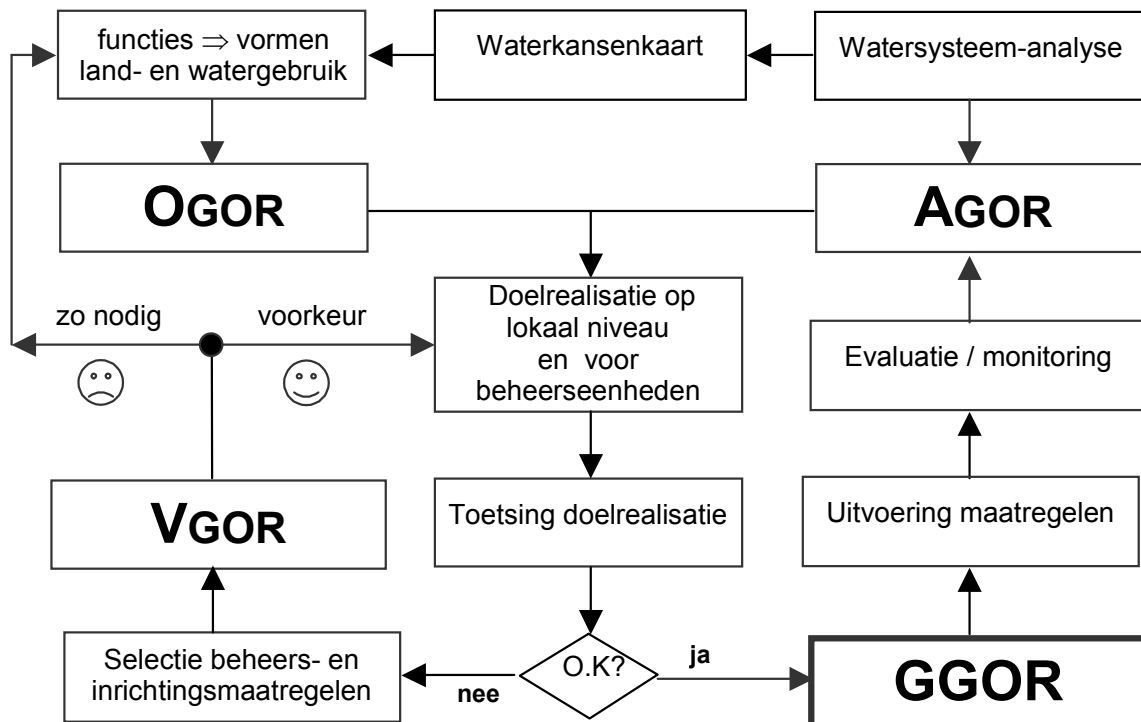 functies ⇒ vormen
land- en watergebruik
Waterkansenkaart
Watersysteem-analyse
OGOR
AGOR
zo nodig
voorkeur
Doelrealisatie op
lokaal niveau
en voor
beheerseenheden
Evaluatie / monitoring
VGOR
Toetsing doelrealisatie
Uitvoering maatregelen
Selectie beheers- en
inrichtingsmaatregelen
nee
O.K?
ja
GGOR